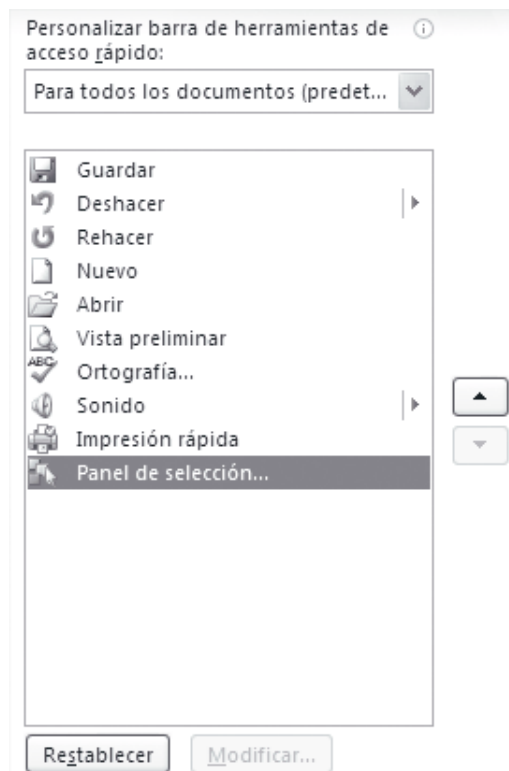 Personalizar barra de herramientas de
acceso rápido:
Para todos los documentos (predet...
Guardar
Deshacer
Rehacer
Nuevo
Abrir
Vista preliminar
ABC
Ortografía...
Sonido
Impresión rápida
Panel de selección...
Restablecer
Modificar...